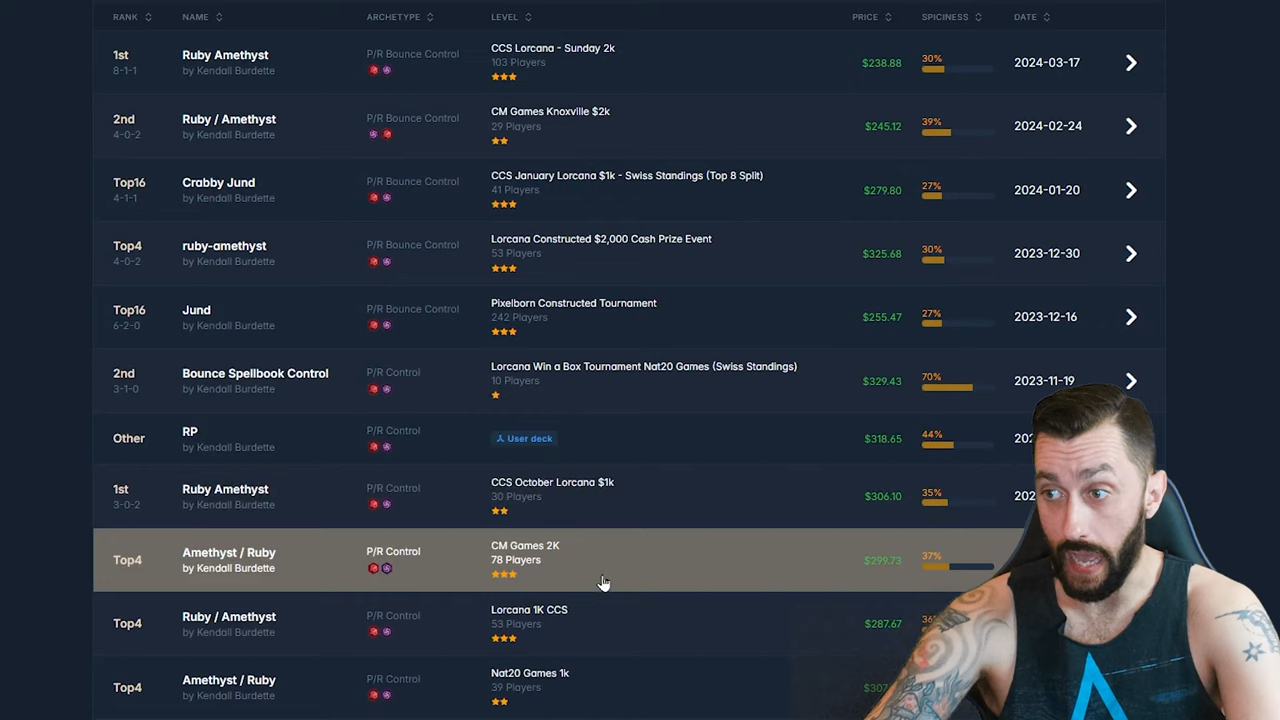 RANK NAME ARCHETYPE LEVEL PRICE SPICINESS DATE
1st Ruby Amethyst P/R Bounce Control CCS Lorcana - Sunday 2k $238.88 30% 2024-03-17
8-1-1 by Kendall Burdette 103 Players
2nd Ruby / Amethyst P/R Bounce Control CM Games Knoxville $2k $245.12 39% 2024-02-24
4-0-2 by Kendall Burdette 29 Players
Top16 Crabby Jund P/R Bounce Control CCS January Lorcana $1k - Swiss Standings (Top 8 Split) $279.80 27% 2024-01-20
4-1-1 by Kendall Burdette 41 Players
Top4 ruby-amethyst P/R Bounce Control Lorcana Constructed $2,000 Cash Prize Event $325.68 30% 2023-12-30
4-0-2 by Kendall Burdette 53 Players
Top16 Jund P/R Bounce Control Pixelborn Constructed Tournament $255.47 27% 2023-12-16
6-2-0 by Kendall Burdette 242 Players
2nd Bounce Spellbook Control P/R Control Lorcana Win a Box Tournament Nat20 Games (Swiss Standings) $329.43 70% 2023-11-19
3-1-0 by Kendall Burdette 10 Players
Other RP P/R Control User deck $318.65 44%
by Kendall Burdette
1st Ruby Amethyst P/R Control CCS October Lorcana $1k $306.10 35%
3-0-2 by Kendall Burdette 30 Players
Top4 Amethyst / Ruby P/R Control CM Games 2K $299.73 37%
by Kendall Burdette 78 Players
Top4 Ruby / Amethyst P/R Control Lorcana 1K CCS $287.67
by Kendall Burdette 53 Players
Top4 Amethyst / Ruby P/R Control Nat20 Games 1k
by Kendall Burdette 39 Players